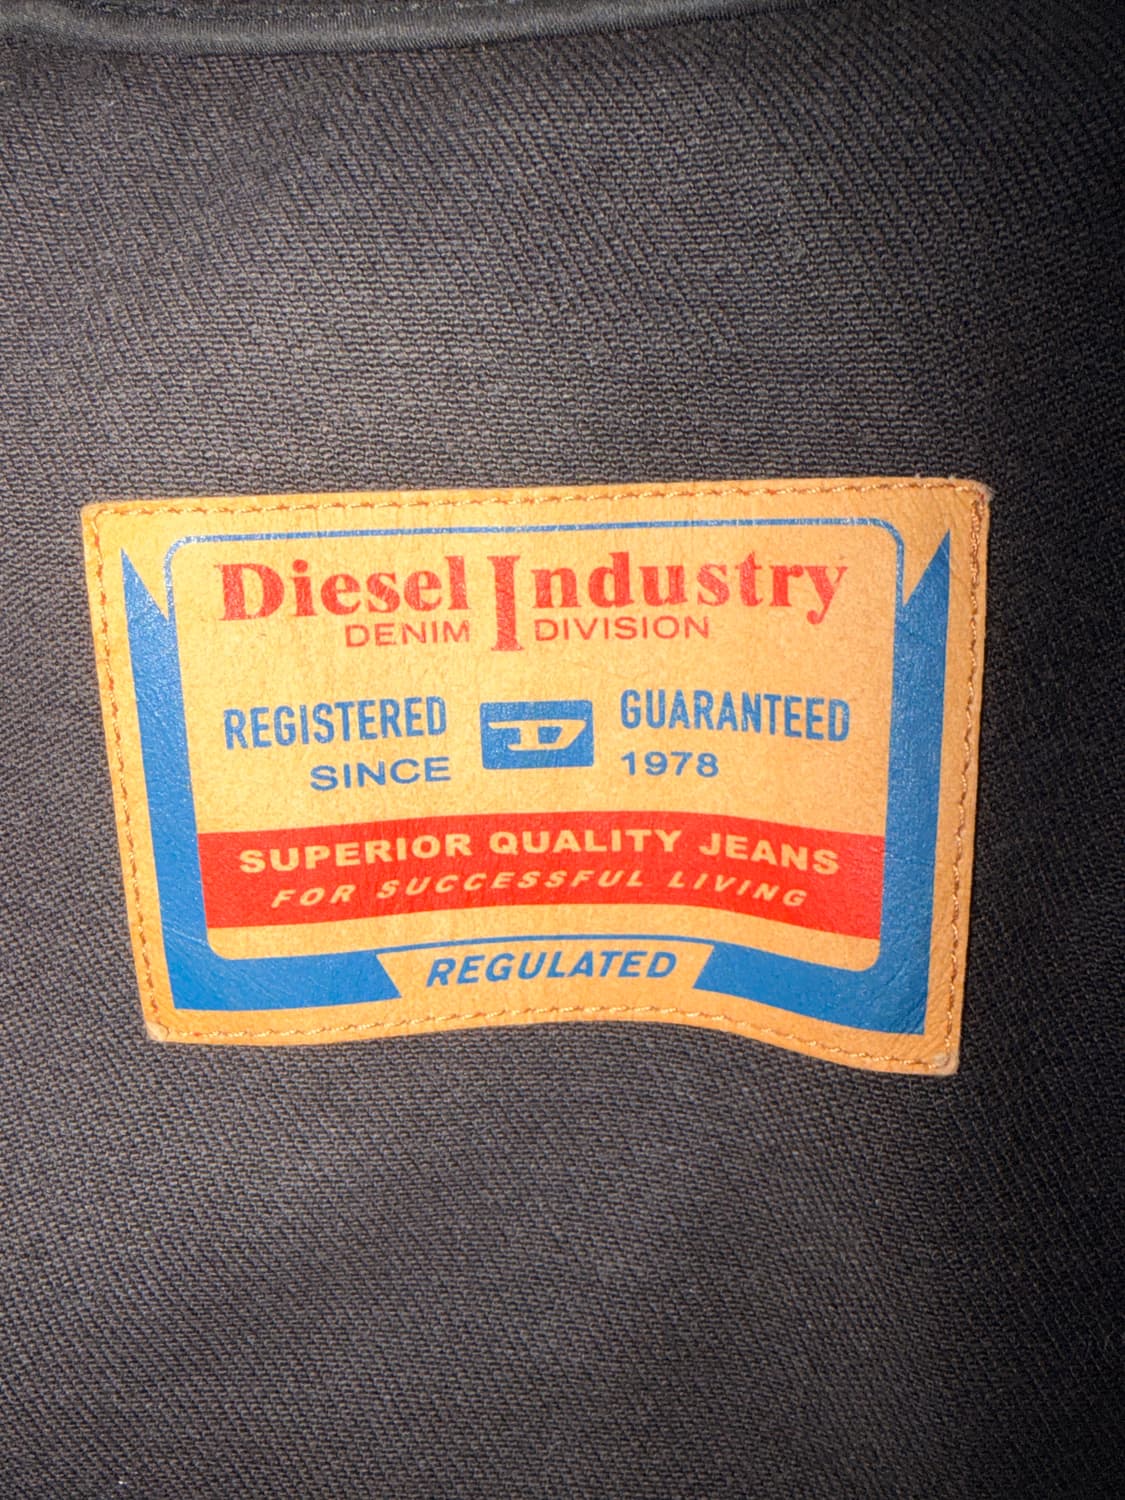 Diesel Industry
DENIM DIVISION
REGISTERED D GUARANTEED
SINCE 1978
SUPERIOR QUALITY JEANS
FOR SUCCESSFUL LIVING
REGULATED